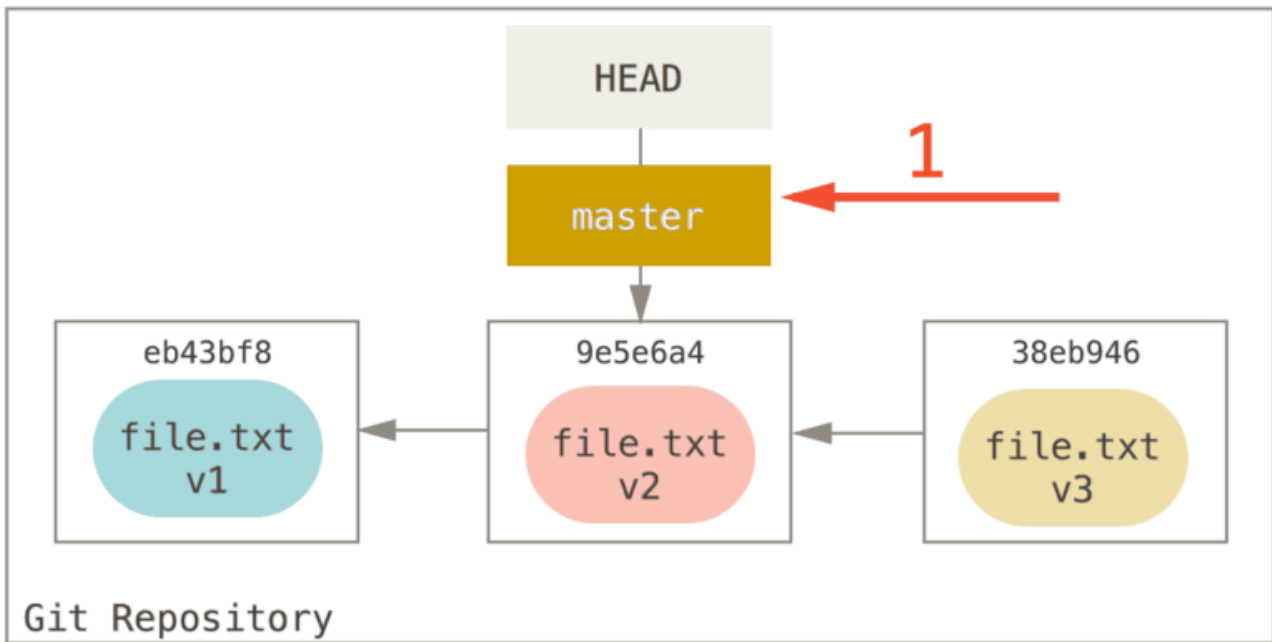 HEAD
1
master
eb43bf8
9e5e6a4
38eb946
file.txt
v1
file.txt
v2
file.txt
v3
Git Repository